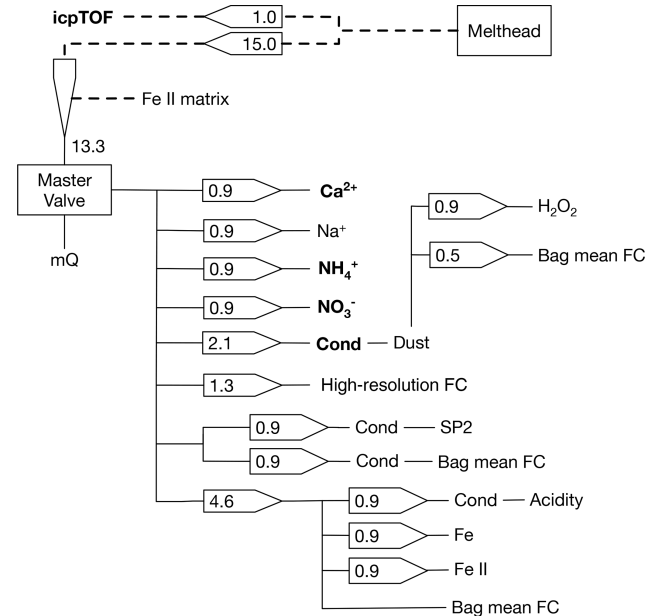 icpTOF
1.0
Melthead
15.0
Fe II matrix
13.3
Master
Valve
mQ
0.9
Ca²⁺
0.9
Na⁺
0.9
NH₄⁺
0.9
NO₃⁻
2.1
Cond
Dust
0.9
H₂O₂
0.5
Bag mean FC
1.3
High-resolution FC
0.9
Cond
SP2
0.9
Cond
Bag mean FC
4.6
0.9
Cond
Acidity
0.9
Fe
0.9
Fe II
Bag mean FC